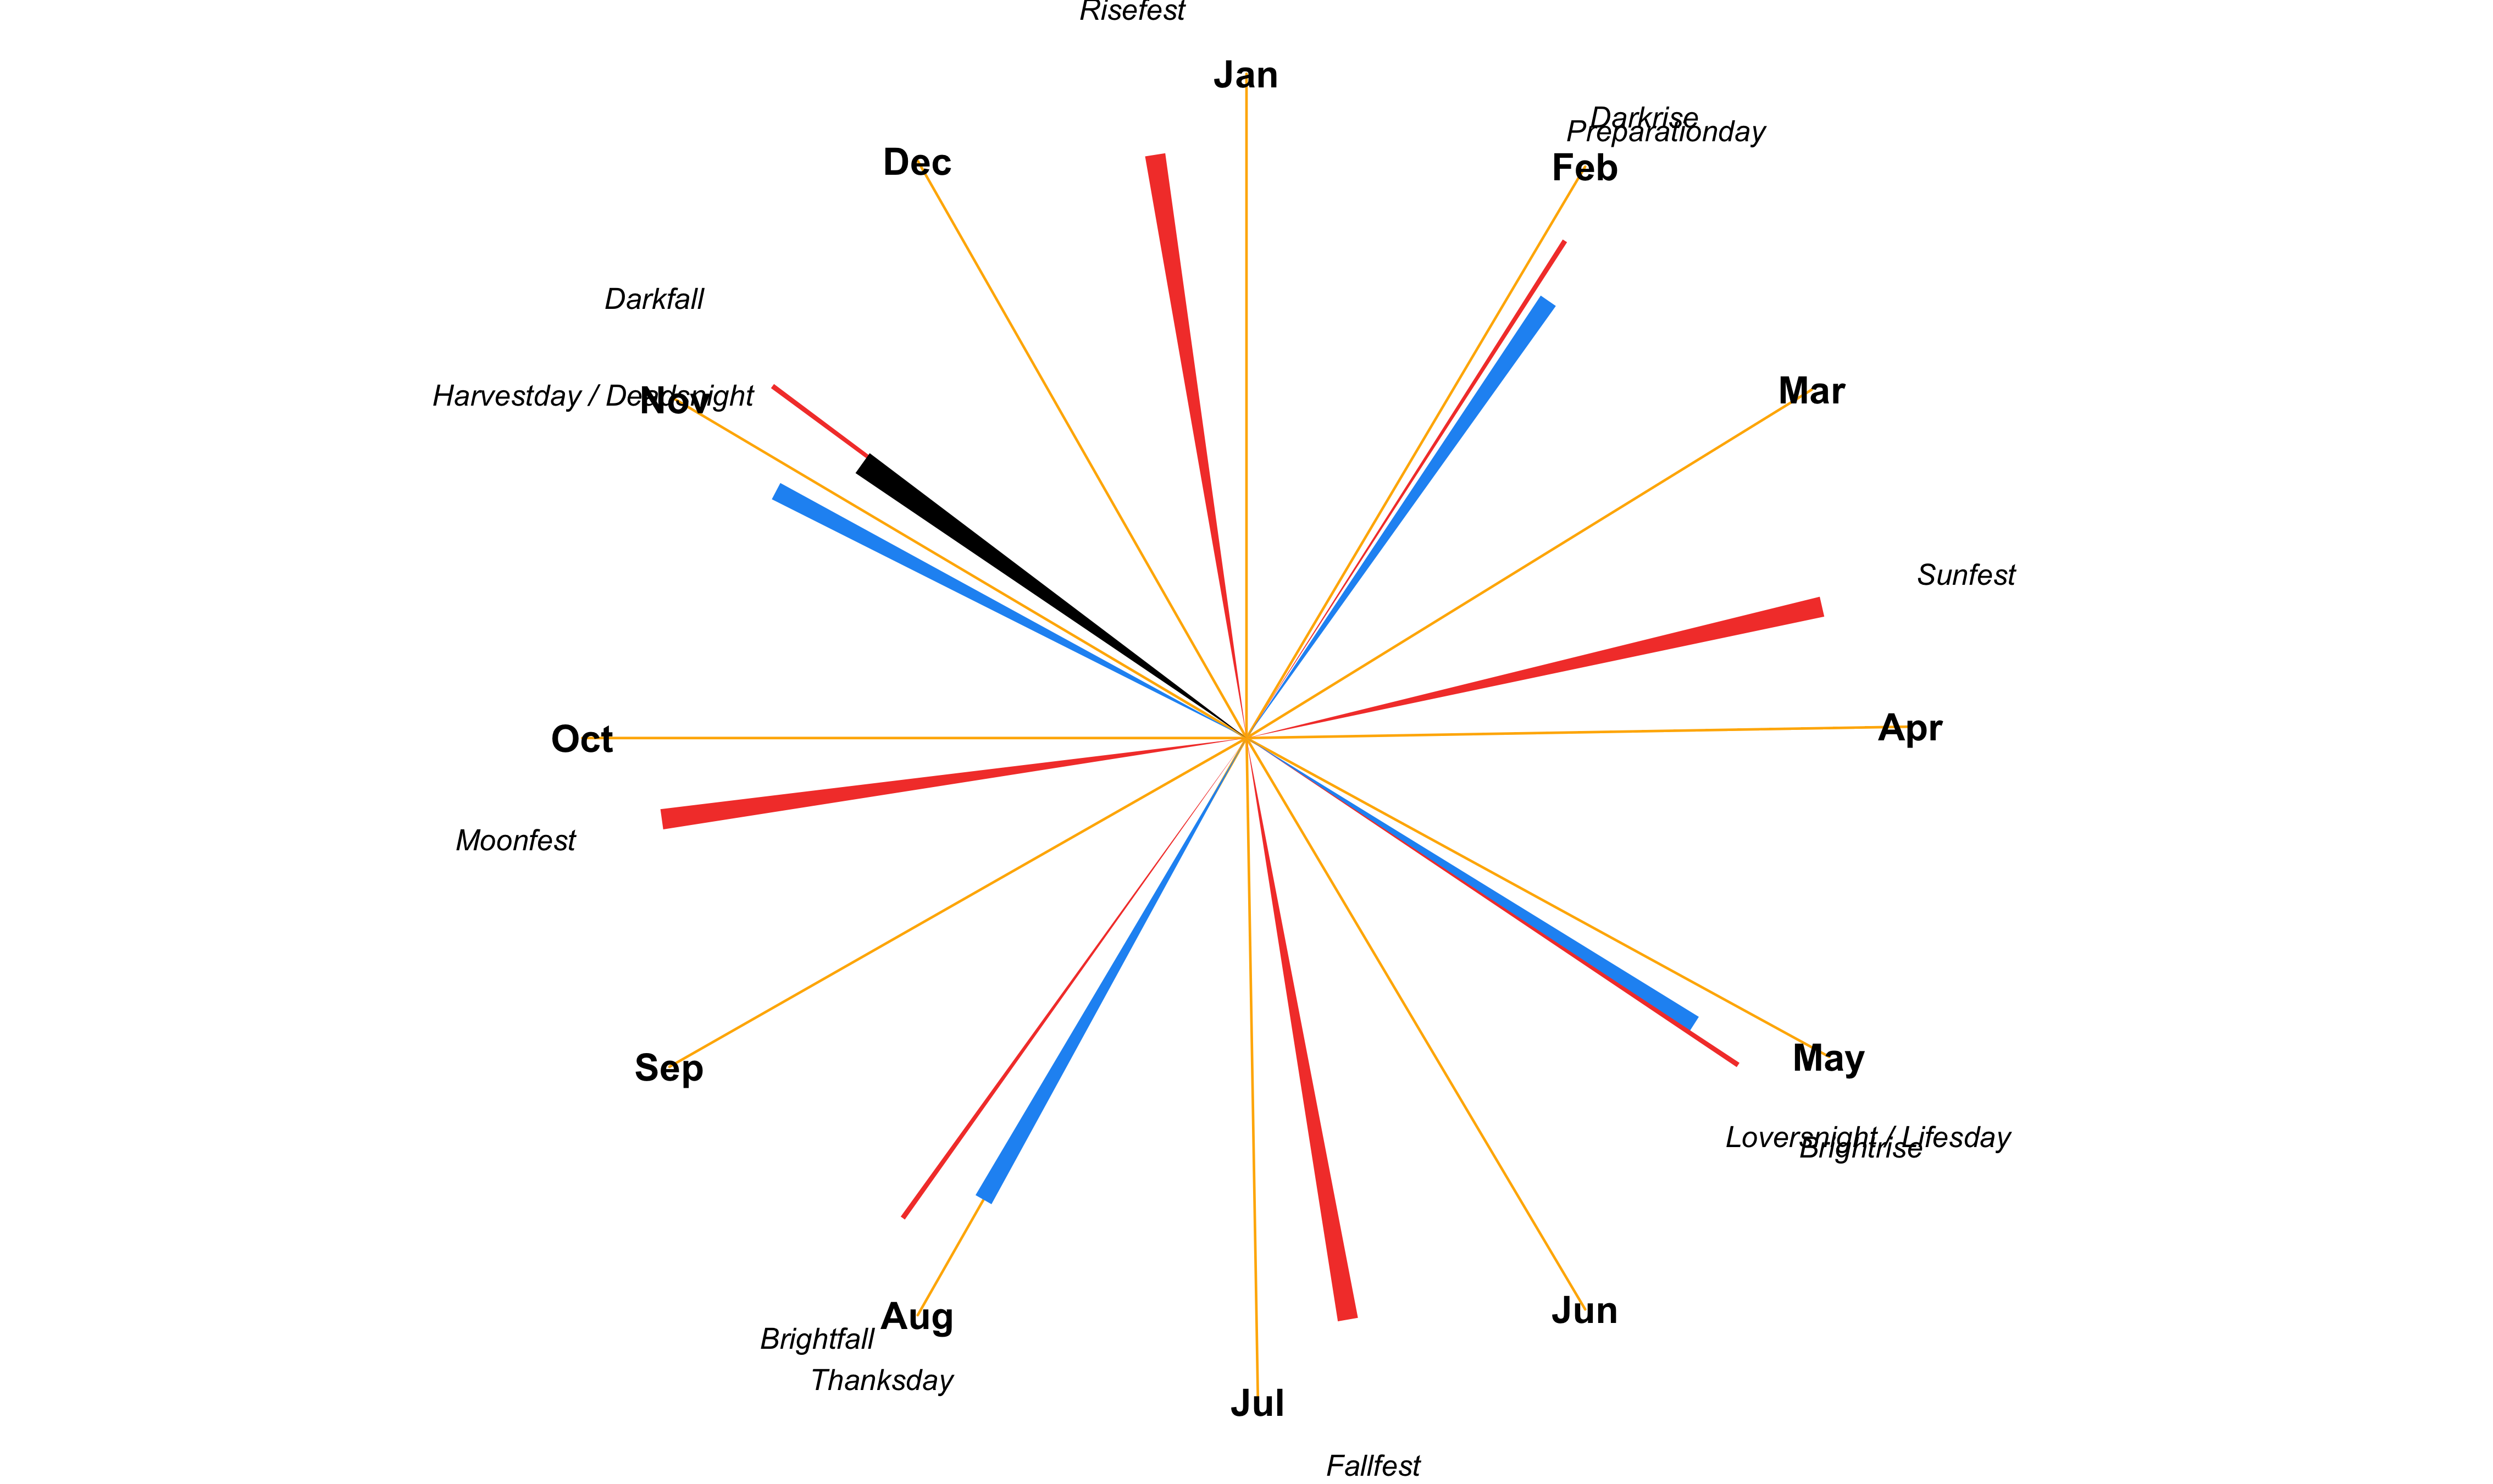 Risefest
Jan
Darkrise
Preparationday
Dec
Feb
Darkfall
Mar
Harvestday / Deadsnight
Nov
Sunfest
Apr
Oct
Moonfest
May
Sep
Loversnight / Lifesday
Brightrise
Jun
Aug
Brightfall
Thanksday
Jul
Fallfest